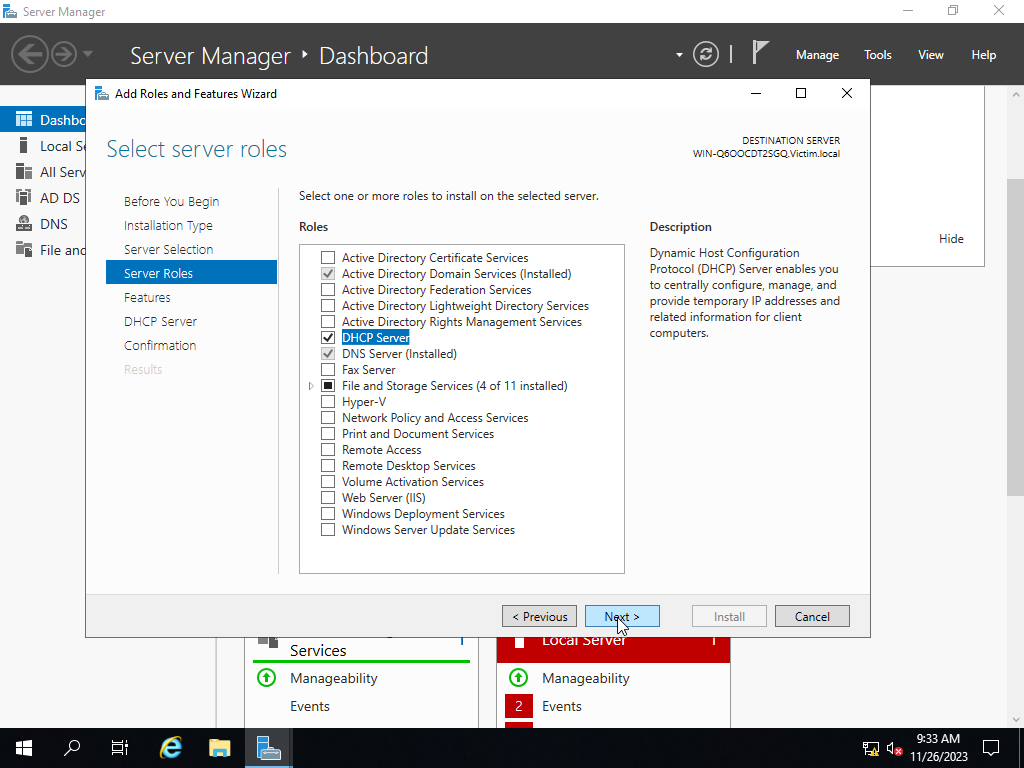 Server Manager
Server Manager ‣ Dashboard
Manage Tools View Help
Add Roles and Features Wizard
Dashbo
Local Se
All Serv
AD DS
DNS
File and
Select server roles
DESTINATION SERVER
WIN-Q6OOCDT2SGQ.Victim.local
Before You Begin
Installation Type
Server Selection
Server Roles
Features
DHCP Server
Confirmation
Results
Select one or more roles to install on the selected server.
Roles
Active Directory Certificate Services
Active Directory Domain Services (Installed)
Active Directory Federation Services
Active Directory Lightweight Directory Services
Active Directory Rights Management Services
DHCP Server
DNS Server (Installed)
Fax Server
File and Storage Services (4 of 11 installed)
Hyper-V
Network Policy and Access Services
Print and Document Services
Remote Access
Remote Desktop Services
Volume Activation Services
Web Server (IIS)
Windows Deployment Services
Windows Server Update Services
Description
Dynamic Host Configuration
Protocol (DHCP) Server enables you
to centrally configure, manage, and
provide temporary IP addresses and
related information for client
computers.
Hide
< Previous
Next >
Install
Cancel
Services
1
Manageability
Events
Local Server
1
Manageability
2 Events
9:33 AM
11/26/2023